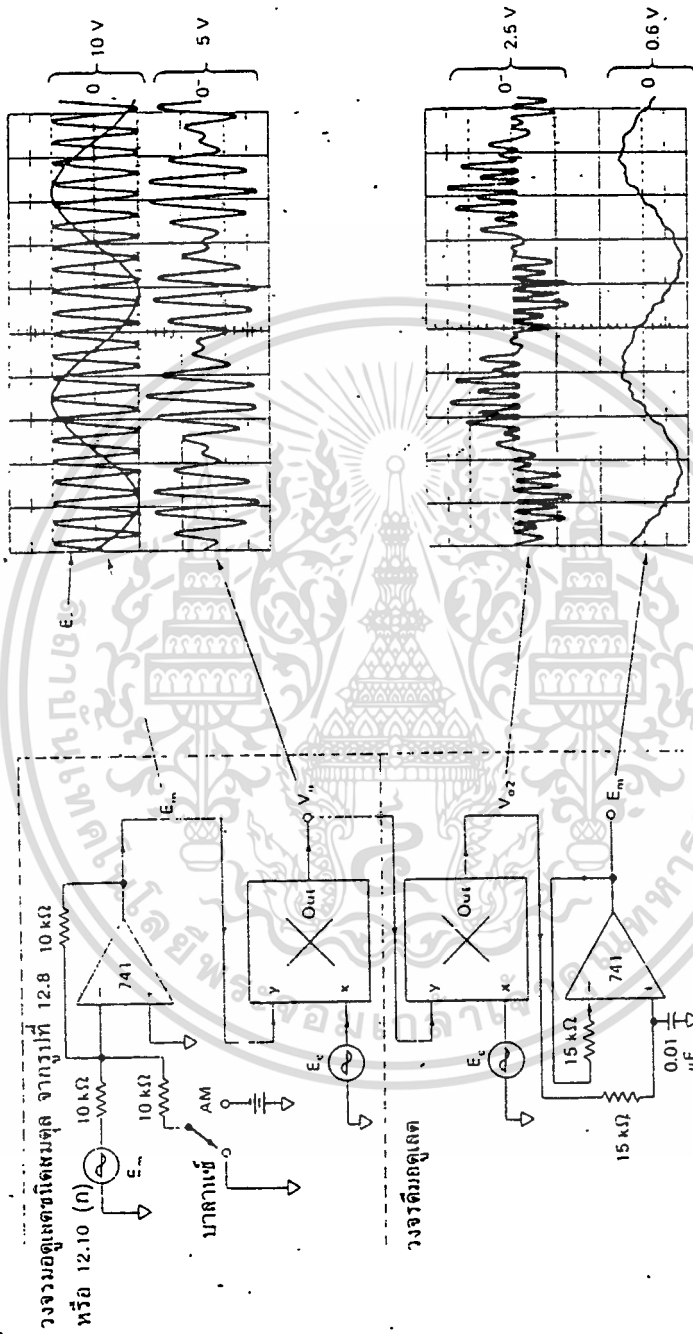 วงจรมอดูเลตชนิดสมดุล จากรูปที่ 12.8
หรือ 12.10 (ก)
10 kΩ
10 kΩ
10 kΩ
741
−
+
Em
Em
AM
บาลานซ์
y
x
Out
Ec
วงจรดีมอดูเลต
y
x
Out
Ec
Vo2
15 kΩ
15 kΩ
741
−
+
0.01
μF
Em
10 V
0
5 V
0
2.5 V
0
0.6 V
0